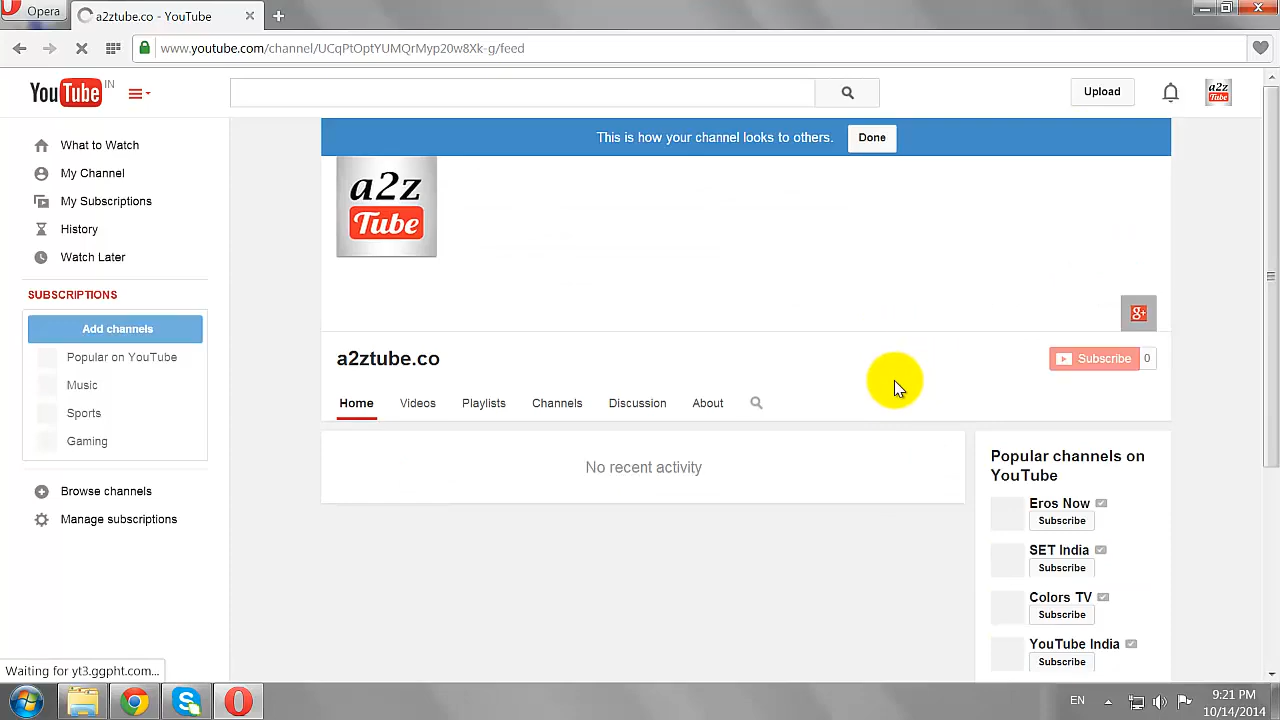 Opera
a2ztube.co - YouTube
www.youtube.com/channel/UCqPtOptYUMQrMyp20w8Xk-g/feed
YouTube IN
Upload
a2z
Tube
What to Watch
My Channel
My Subscriptions
History
Watch Later
SUBSCRIPTIONS
Add channels
Popular on YouTube
Music
Sports
Gaming
Browse channels
Manage subscriptions
This is how your channel looks to others.
Done
a2z
Tube
g+
a2ztube.co
Subscribe 0
Home Videos Playlists Channels Discussion About
No recent activity
Popular channels on
YouTube
Eros Now
Subscribe
SET India
Subscribe
Colors TV
Subscribe
YouTube India
Subscribe
Waiting for yt3.ggpht.com...
EN
9:21 PM
10/14/2014